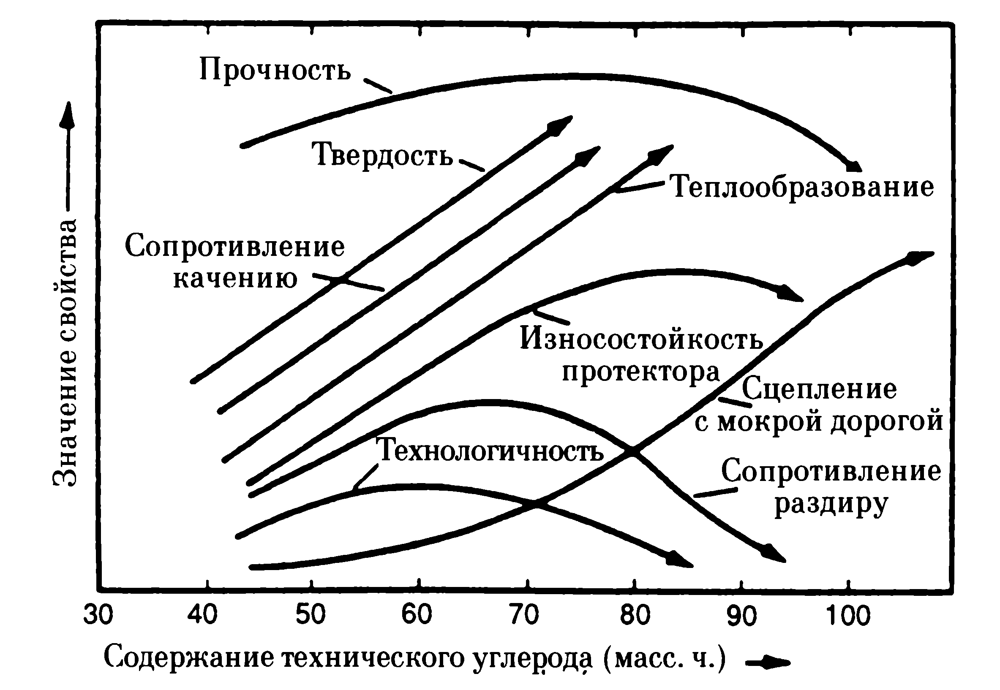 Прочность
Твердость
Теплообразование
Сопротивление
качению
Износостойкость
протектора
Сцепление
с мокрой дорогой
Технологичность
Сопротивление
раздиру
Значение свойства
30 40 50 60 70 80 90 100
Содержание технического углерода (масс. ч.)